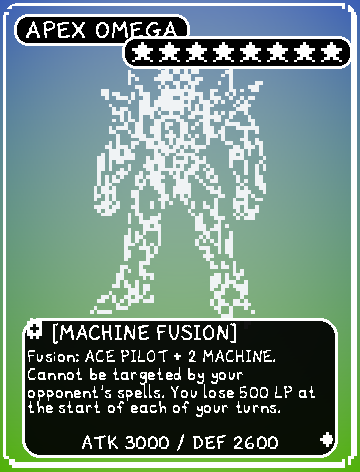 APEX OMEGA
[MACHINE FUSION]
Fusion: ACE PILOT + 2 MACHINE.
Cannot be targeted by your
opponent's spells. You lose 500 LP at
the start of each of your turns.
ATK 3000 / DEF 2600